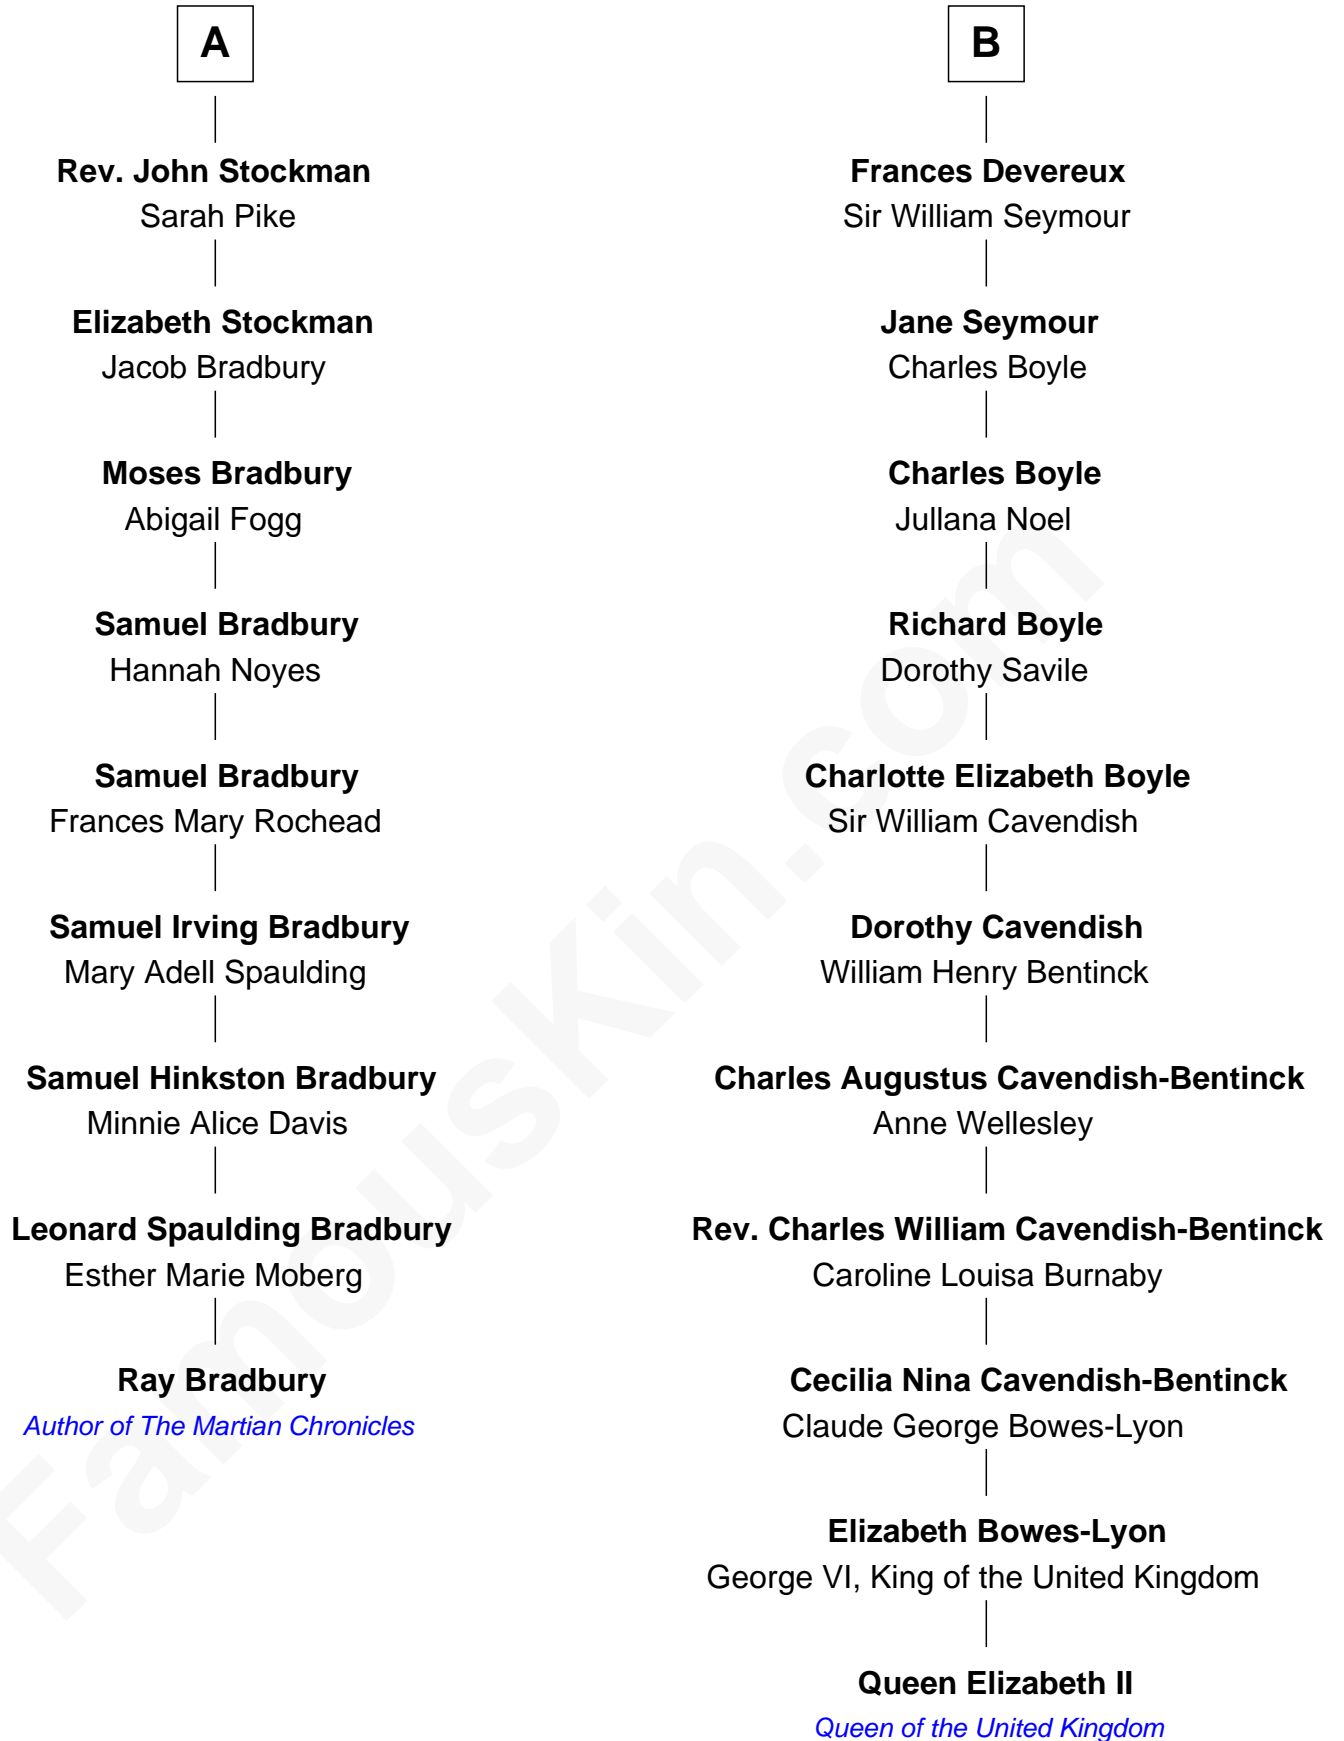 A
Rev. John Stockman
Sarah Pike
Elizabeth Stockman
Jacob Bradbury
Moses Bradbury
Abigail Fogg
Samuel Bradbury
Hannah Noyes
Samuel Bradbury
Frances Mary Rochead
Samuel Irving Bradbury
Mary Adell Spaulding
Samuel Hinkston Bradbury
Minnie Alice Davis
Leonard Spaulding Bradbury
Esther Marie Moberg
Ray Bradbury
Author of The Martian Chronicles
B
Frances Devereux
Sir William Seymour
Jane Seymour
Charles Boyle
Charles Boyle
Jullana Noel
Richard Boyle
Dorothy Savile
Charlotte Elizabeth Boyle
Sir William Cavendish
Dorothy Cavendish
William Henry Bentinck
Charles Augustus Cavendish-Bentinck
Anne Wellesley
Rev. Charles William Cavendish-Bentinck
Caroline Louisa Burnaby
Cecilia Nina Cavendish-Bentinck
Claude George Bowes-Lyon
Elizabeth Bowes-Lyon
George VI, King of the United Kingdom
Queen Elizabeth II
Queen of the United Kingdom
FamousKin.com